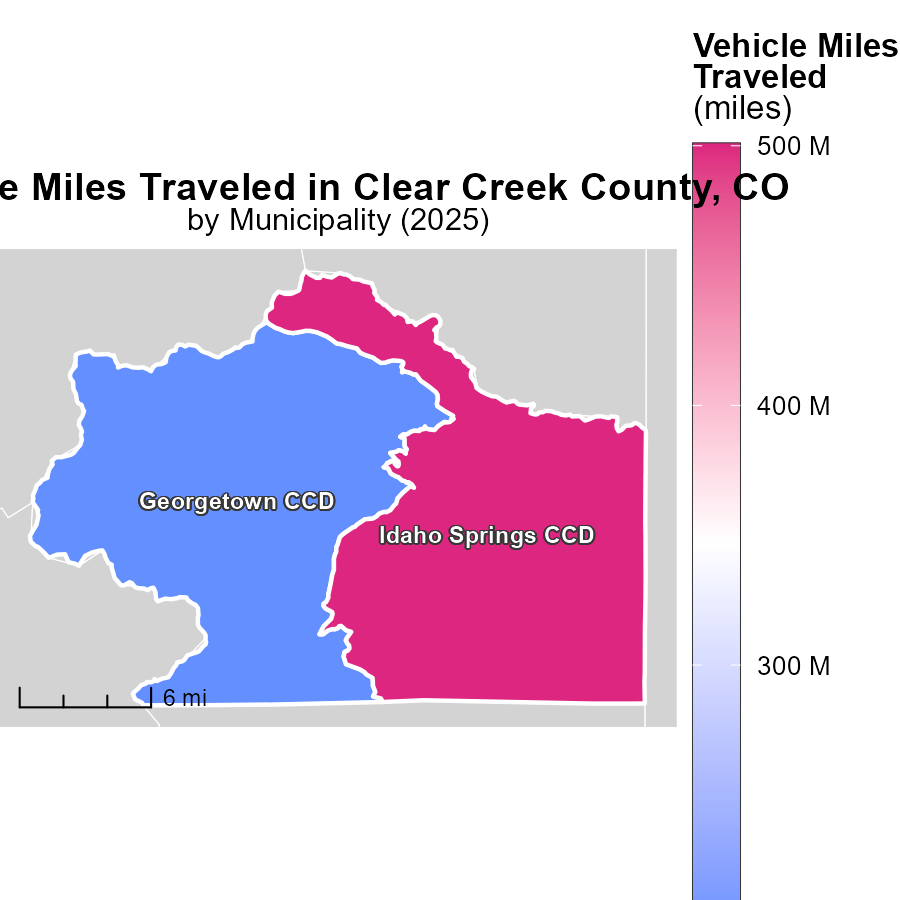 Vehicle Miles
Traveled
(miles)
500 M
e Miles Traveled in Clear Creek County, CO
by Municipality (2025)
400 M
Georgetown CCD
Idaho Springs CCD
300 M
6 mi